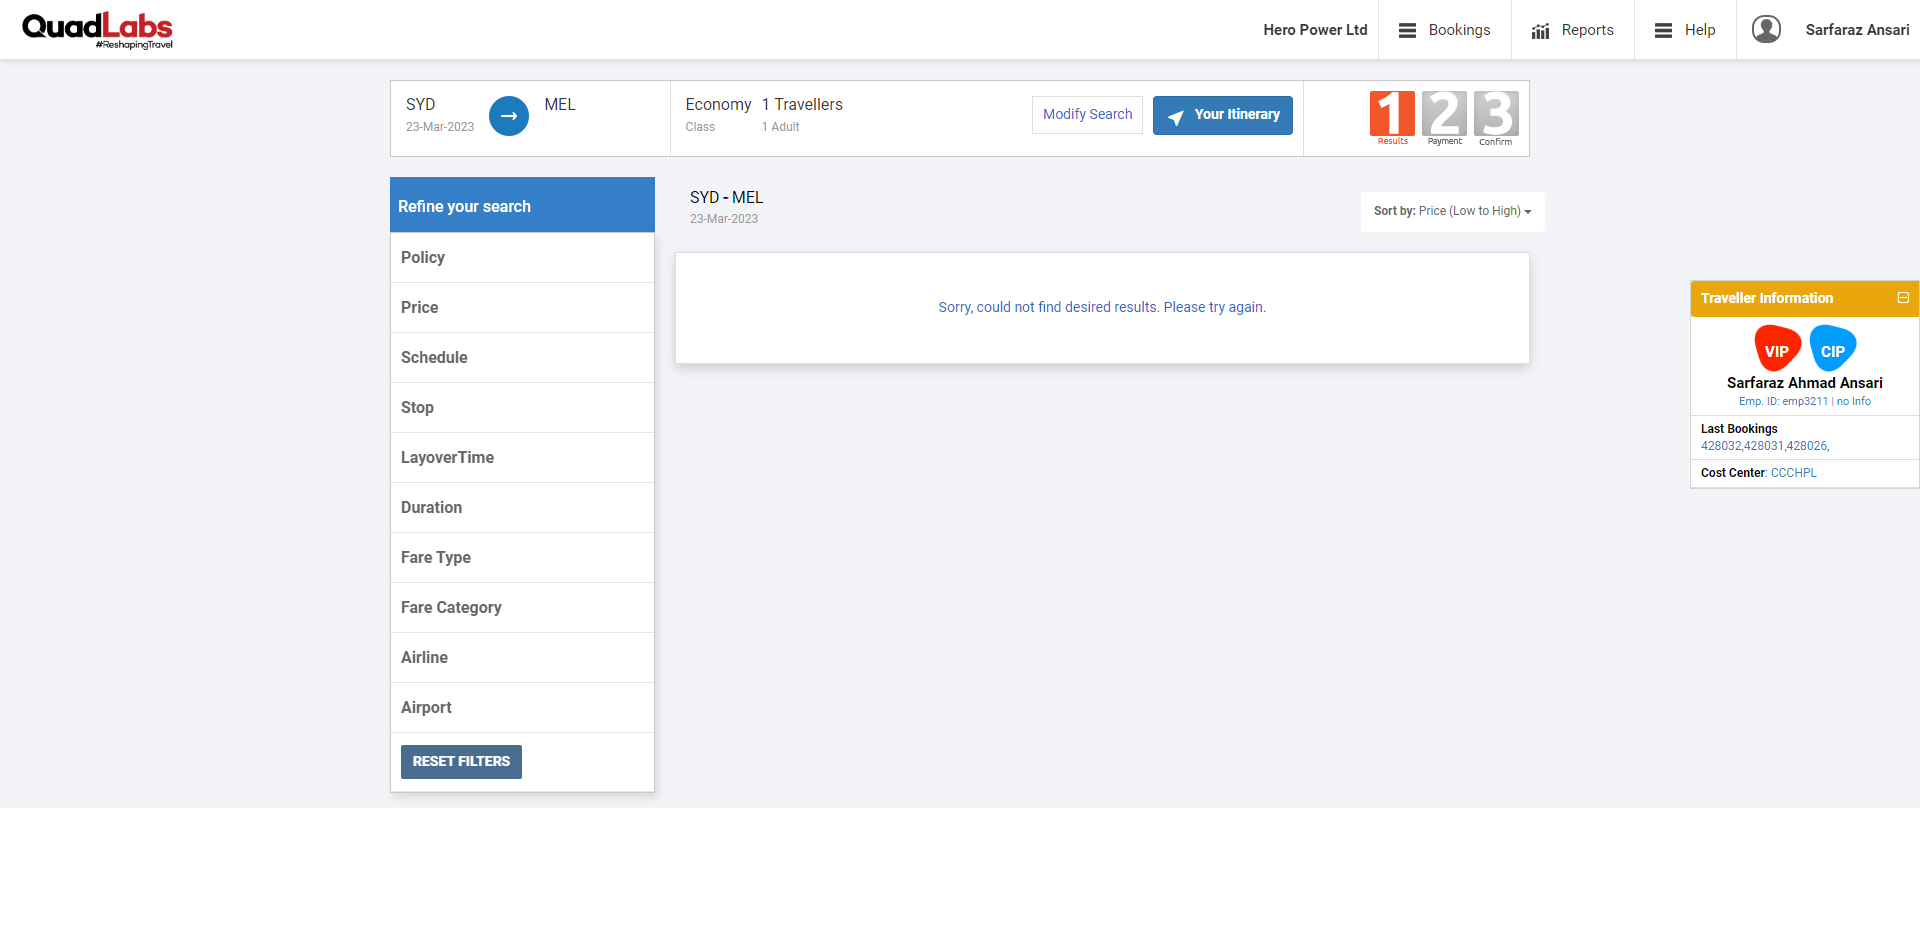 QuadLabs
#ReshapingTravel
Hero Power Ltd
Bookings
Reports
Help
Sarfaraz Ansari
SYD
23-Mar-2023
MEL
Economy
Class
1 Travellers
1 Adult
Modify Search
Your Itinerary
1
Results
2
Payment
3
Confirm
Refine your search
Policy
Price
Schedule
Stop
LayoverTime
Duration
Fare Type
Fare Category
Airline
Airport
RESET FILTERS
SYD - MEL
23-Mar-2023
Sort by: Price (Low to High)
Sorry, could not find desired results. Please try again.
Traveller Information
VIP
CIP
Sarfaraz Ahmad Ansari
Emp. ID: emp3211 | no Info
Last Bookings
428032,428031,428026,
Cost Center: CCCHPL